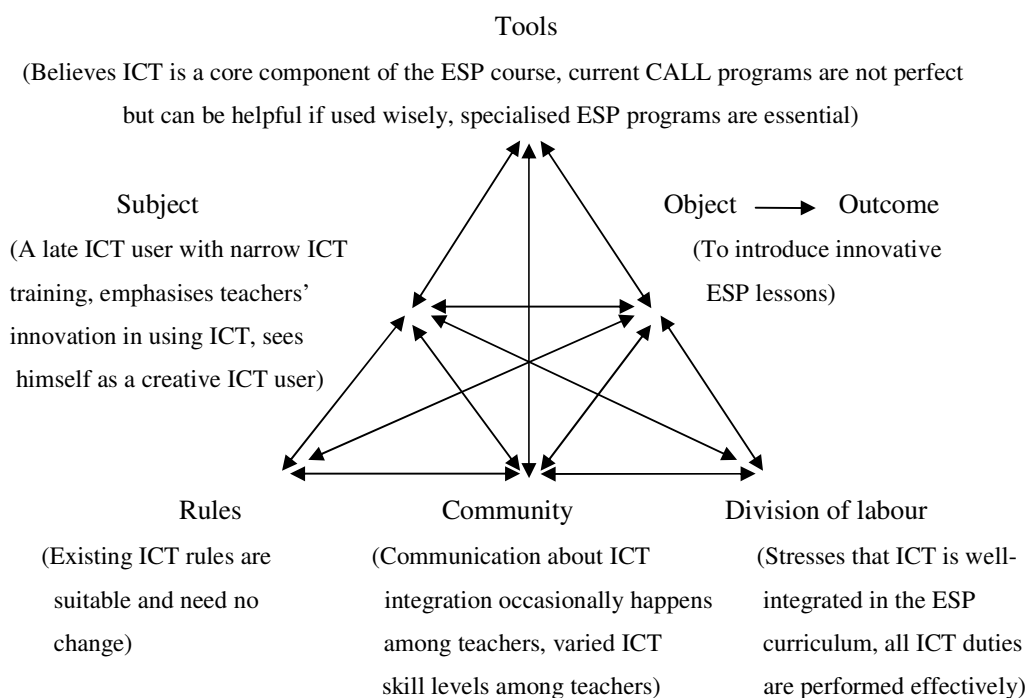 Tools
(Believes ICT is a core component of the ESP course, current CALL programs are not perfect
but can be helpful if used wisely, specialised ESP programs are essential)
Subject
(A late ICT user with narrow ICT
training, emphasises teachers’
innovation in using ICT, sees
himself as a creative ICT user)
Object Outcome
(To introduce innovative
ESP lessons)
Rules
(Existing ICT rules are
suitable and need no
change)
Community
(Communication about ICT
integration occasionally happens
among teachers, varied ICT
skill levels among teachers)
Division of labour
(Stresses that ICT is well-
integrated in the ESP
curriculum, all ICT duties
are performed effectively)